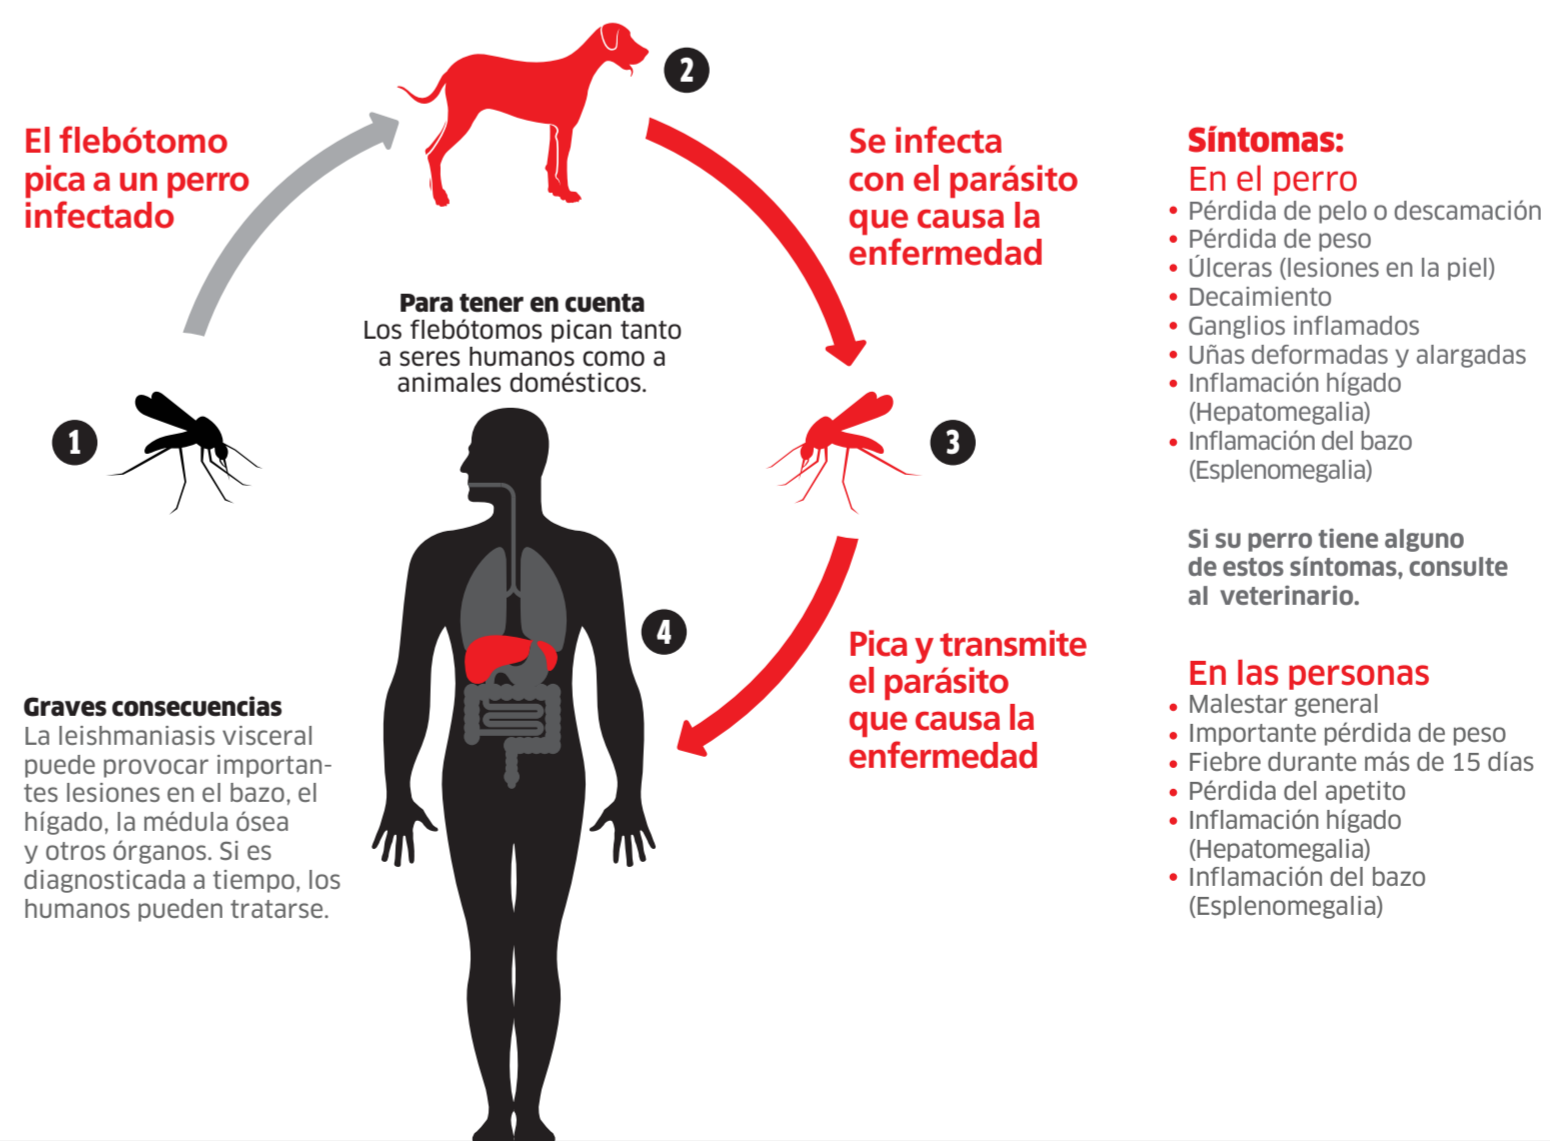 2
El flebótomo
pica a un perro
infectado
Se infecta
con el parásito
que causa la
enfermedad
Para tener en cuenta
Los flebótomos pican tanto
a seres humanos como a
animales domésticos.
1
3
4
Pica y transmite
el parásito
que causa la
enfermedad
Graves consecuencias
La leishmaniasis visceral
puede provocar importan-
tes lesiones en el bazo, el
hígado, la médula ósea
y otros órganos. Si es
diagnosticada a tiempo, los
humanos pueden tratarse.
Síntomas:
En el perro
• Pérdida de pelo o descamación
• Pérdida de peso
• Úlceras (lesiones en la piel)
• Decaimiento
• Ganglios inflamados
• Uñas deformadas y alargadas
• Inflamación hígado
(Hepatomegalia)
• Inflamación del bazo
(Esplenomegalia)
Si su perro tiene alguno
de estos síntomas, consulte
al veterinario.
En las personas
• Malestar general
• Importante pérdida de peso
• Fiebre durante más de 15 días
• Pérdida del apetito
• Inflamación hígado
(Hepatomegalia)
• Inflamación del bazo
(Esplenomegalia)